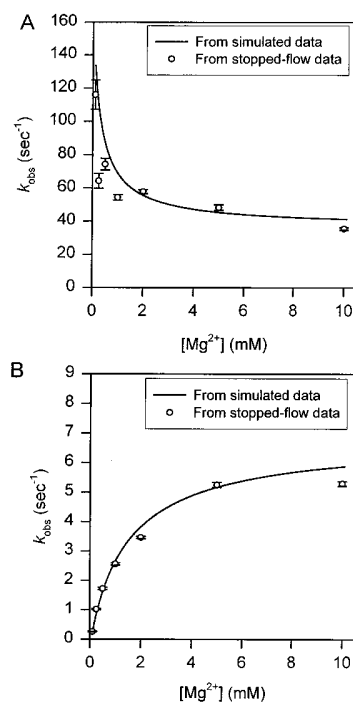 A
160
140
120
100
80
60
40
20
0
k_obs (sec⁻¹)
From simulated data
From stopped-flow data
0 2 4 6 8 10
[Mg²⁺] (mM)
B
9
8
7
6
5
4
3
2
1
0
k_obs (sec⁻¹)
From simulated data
From stopped-flow data
0 2 4 6 8 10
[Mg²⁺] (mM)